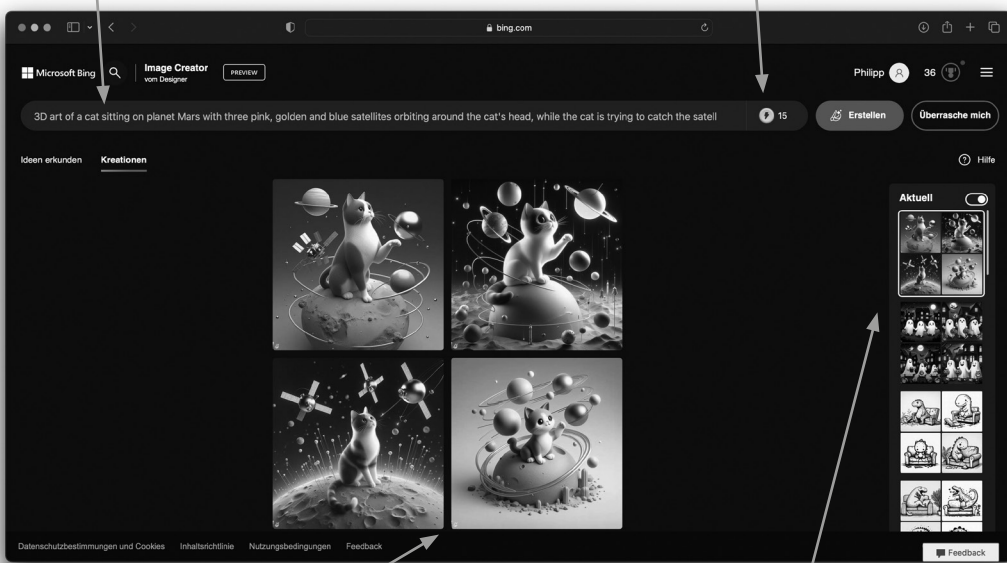 bing.com
Microsoft Bing
Image Creator
vom Designer
PREVIEW
Philipp
36
3D art of a cat sitting on planet Mars with three pink, golden and blue satellites orbiting around the cat's head, while the cat is trying to catch the satell
15
Erstellen
Überrasche mich
Ideen erkunden
Kreationen
Hilfe
Aktuell
Datenschutzbestimmungen und Cookies
Inhaltsrichtlinie
Nutzungsbedingungen
Feedback
Feedback